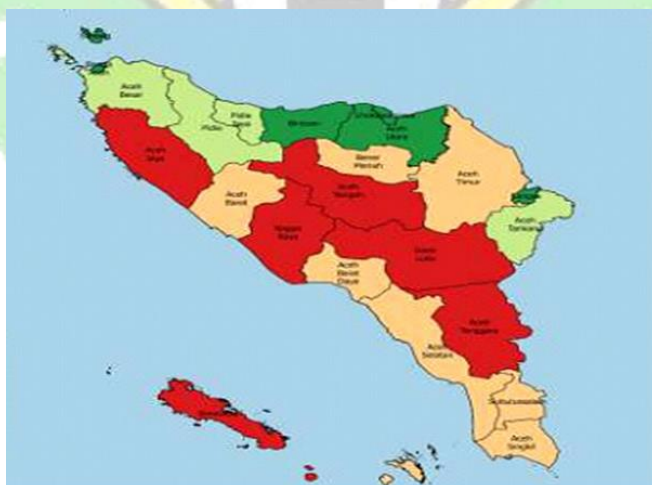 Aceh
Besar
Pidie
Jaya
Pidie
Bireuen
Aceh
Utara
Aceh
Jaya
Bener
Meriah
Aceh
Tengah
Aceh
Timur
Aceh
Barat
Nagan
Raya
Aceh
Tamiang
Gayo
Lues
Aceh
Barat
Daya
Aceh
Tenggara
Aceh
Selatan
Subulussalam
Aceh
Singkil